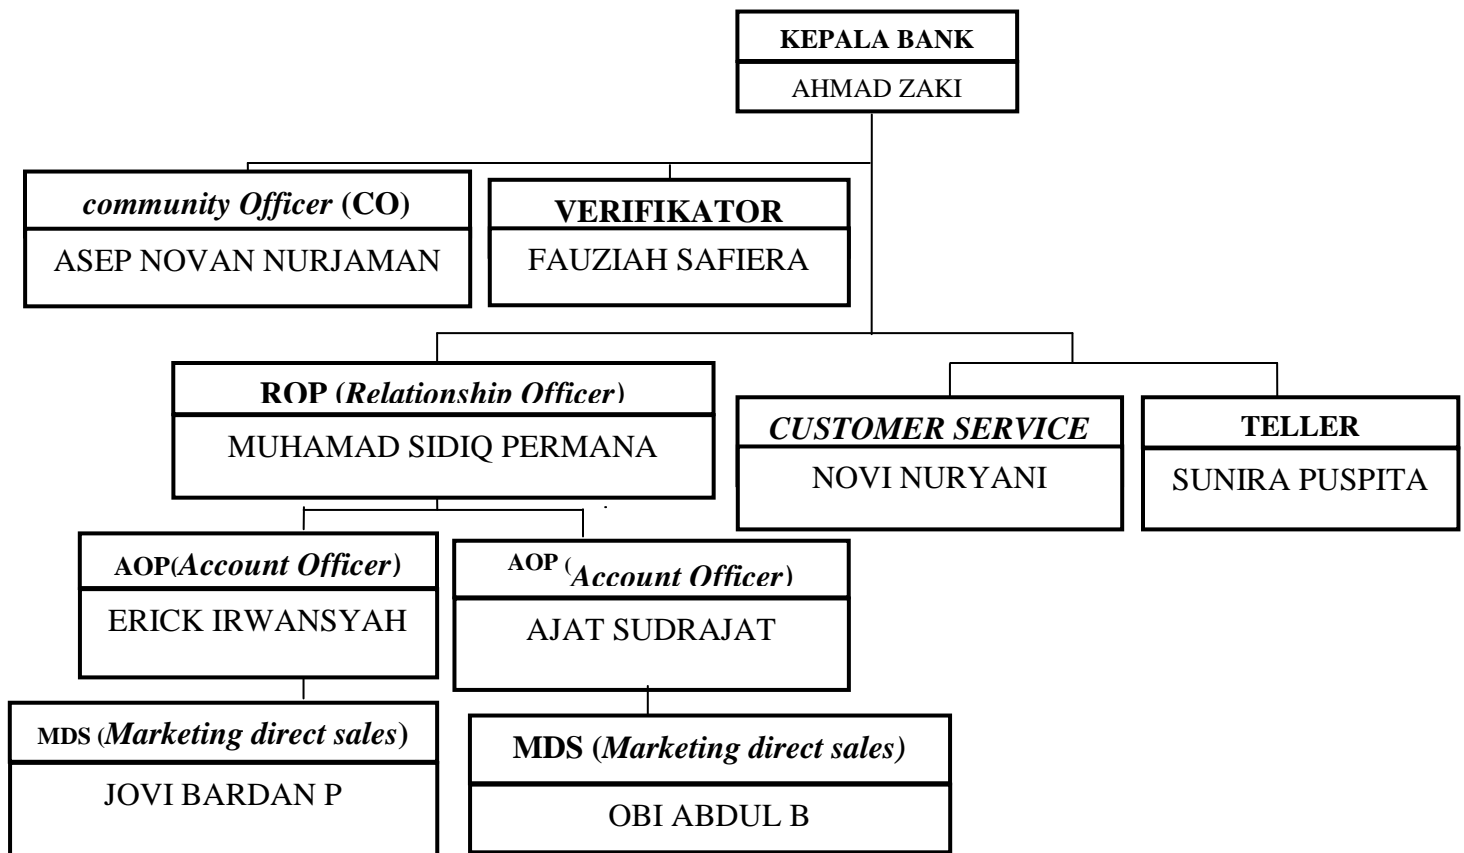 KEPALA BANK
AHMAD ZAKI
community Officer (CO)
ASEP NOVAN NURJAMAN
VERIFIKATOR
FAUZIAH SAFIERA
ROP (Relationship Officer)
MUHAMAD SIDIQ PERMANA
CUSTOMER SERVICE
NOVI NURYANI
TELLER
SUNIRA PUSPITA
AOP(Account Officer)
ERICK IRWANSYAH
AOP (Account Officer)
AJAT SUDRAJAT
MDS (Marketing direct sales)
JOVI BARDAN P
MDS (Marketing direct sales)
OBI ABDUL B